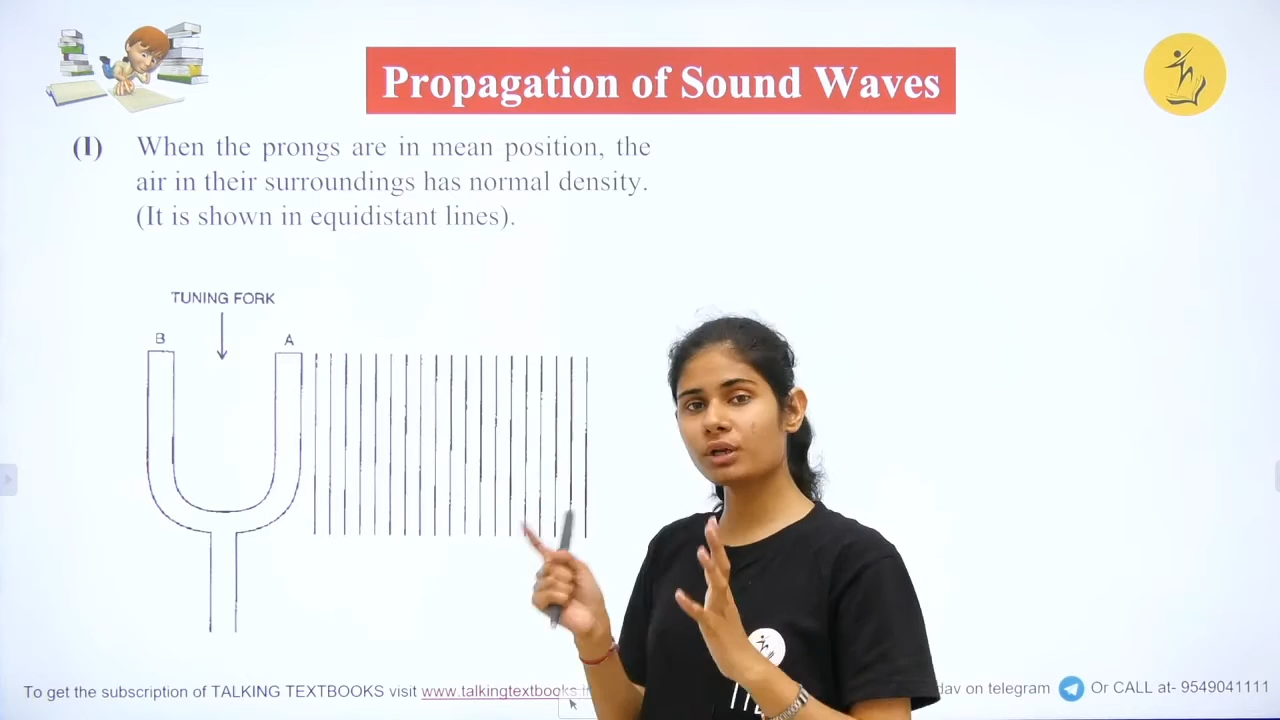 Propagation of Sound Waves
(I) When the prongs are in mean position, the
air in their surroundings has normal density.
(It is shown in equidistant lines).
TUNING FORK
B A
To get the subscription of TALKING TEXTBOOKS visit www.talkingtextbooks.i
on telegram Or CALL at- 9549041111